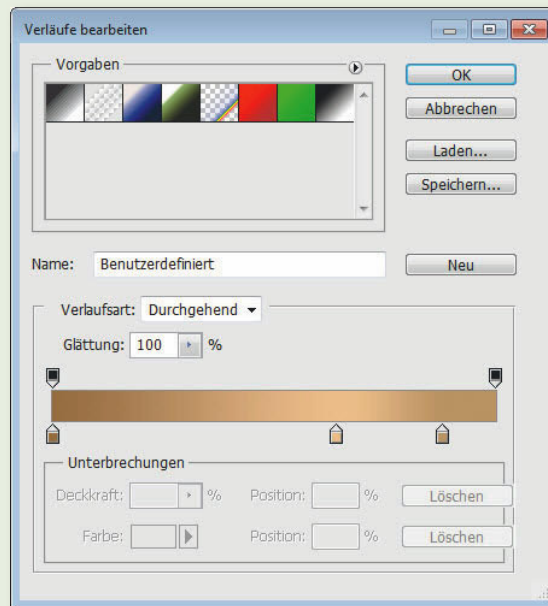 Verläufe bearbeiten
Vorgaben
OK
Abbrechen
Laden...
Speichern...
Name: Benutzerdefiniert
Neu
Verlaufsart: Durchgehend
Glättung: 100 %
Unterbrechungen
Deckkraft: % Position: % Löschen
Farbe: Position: % Löschen